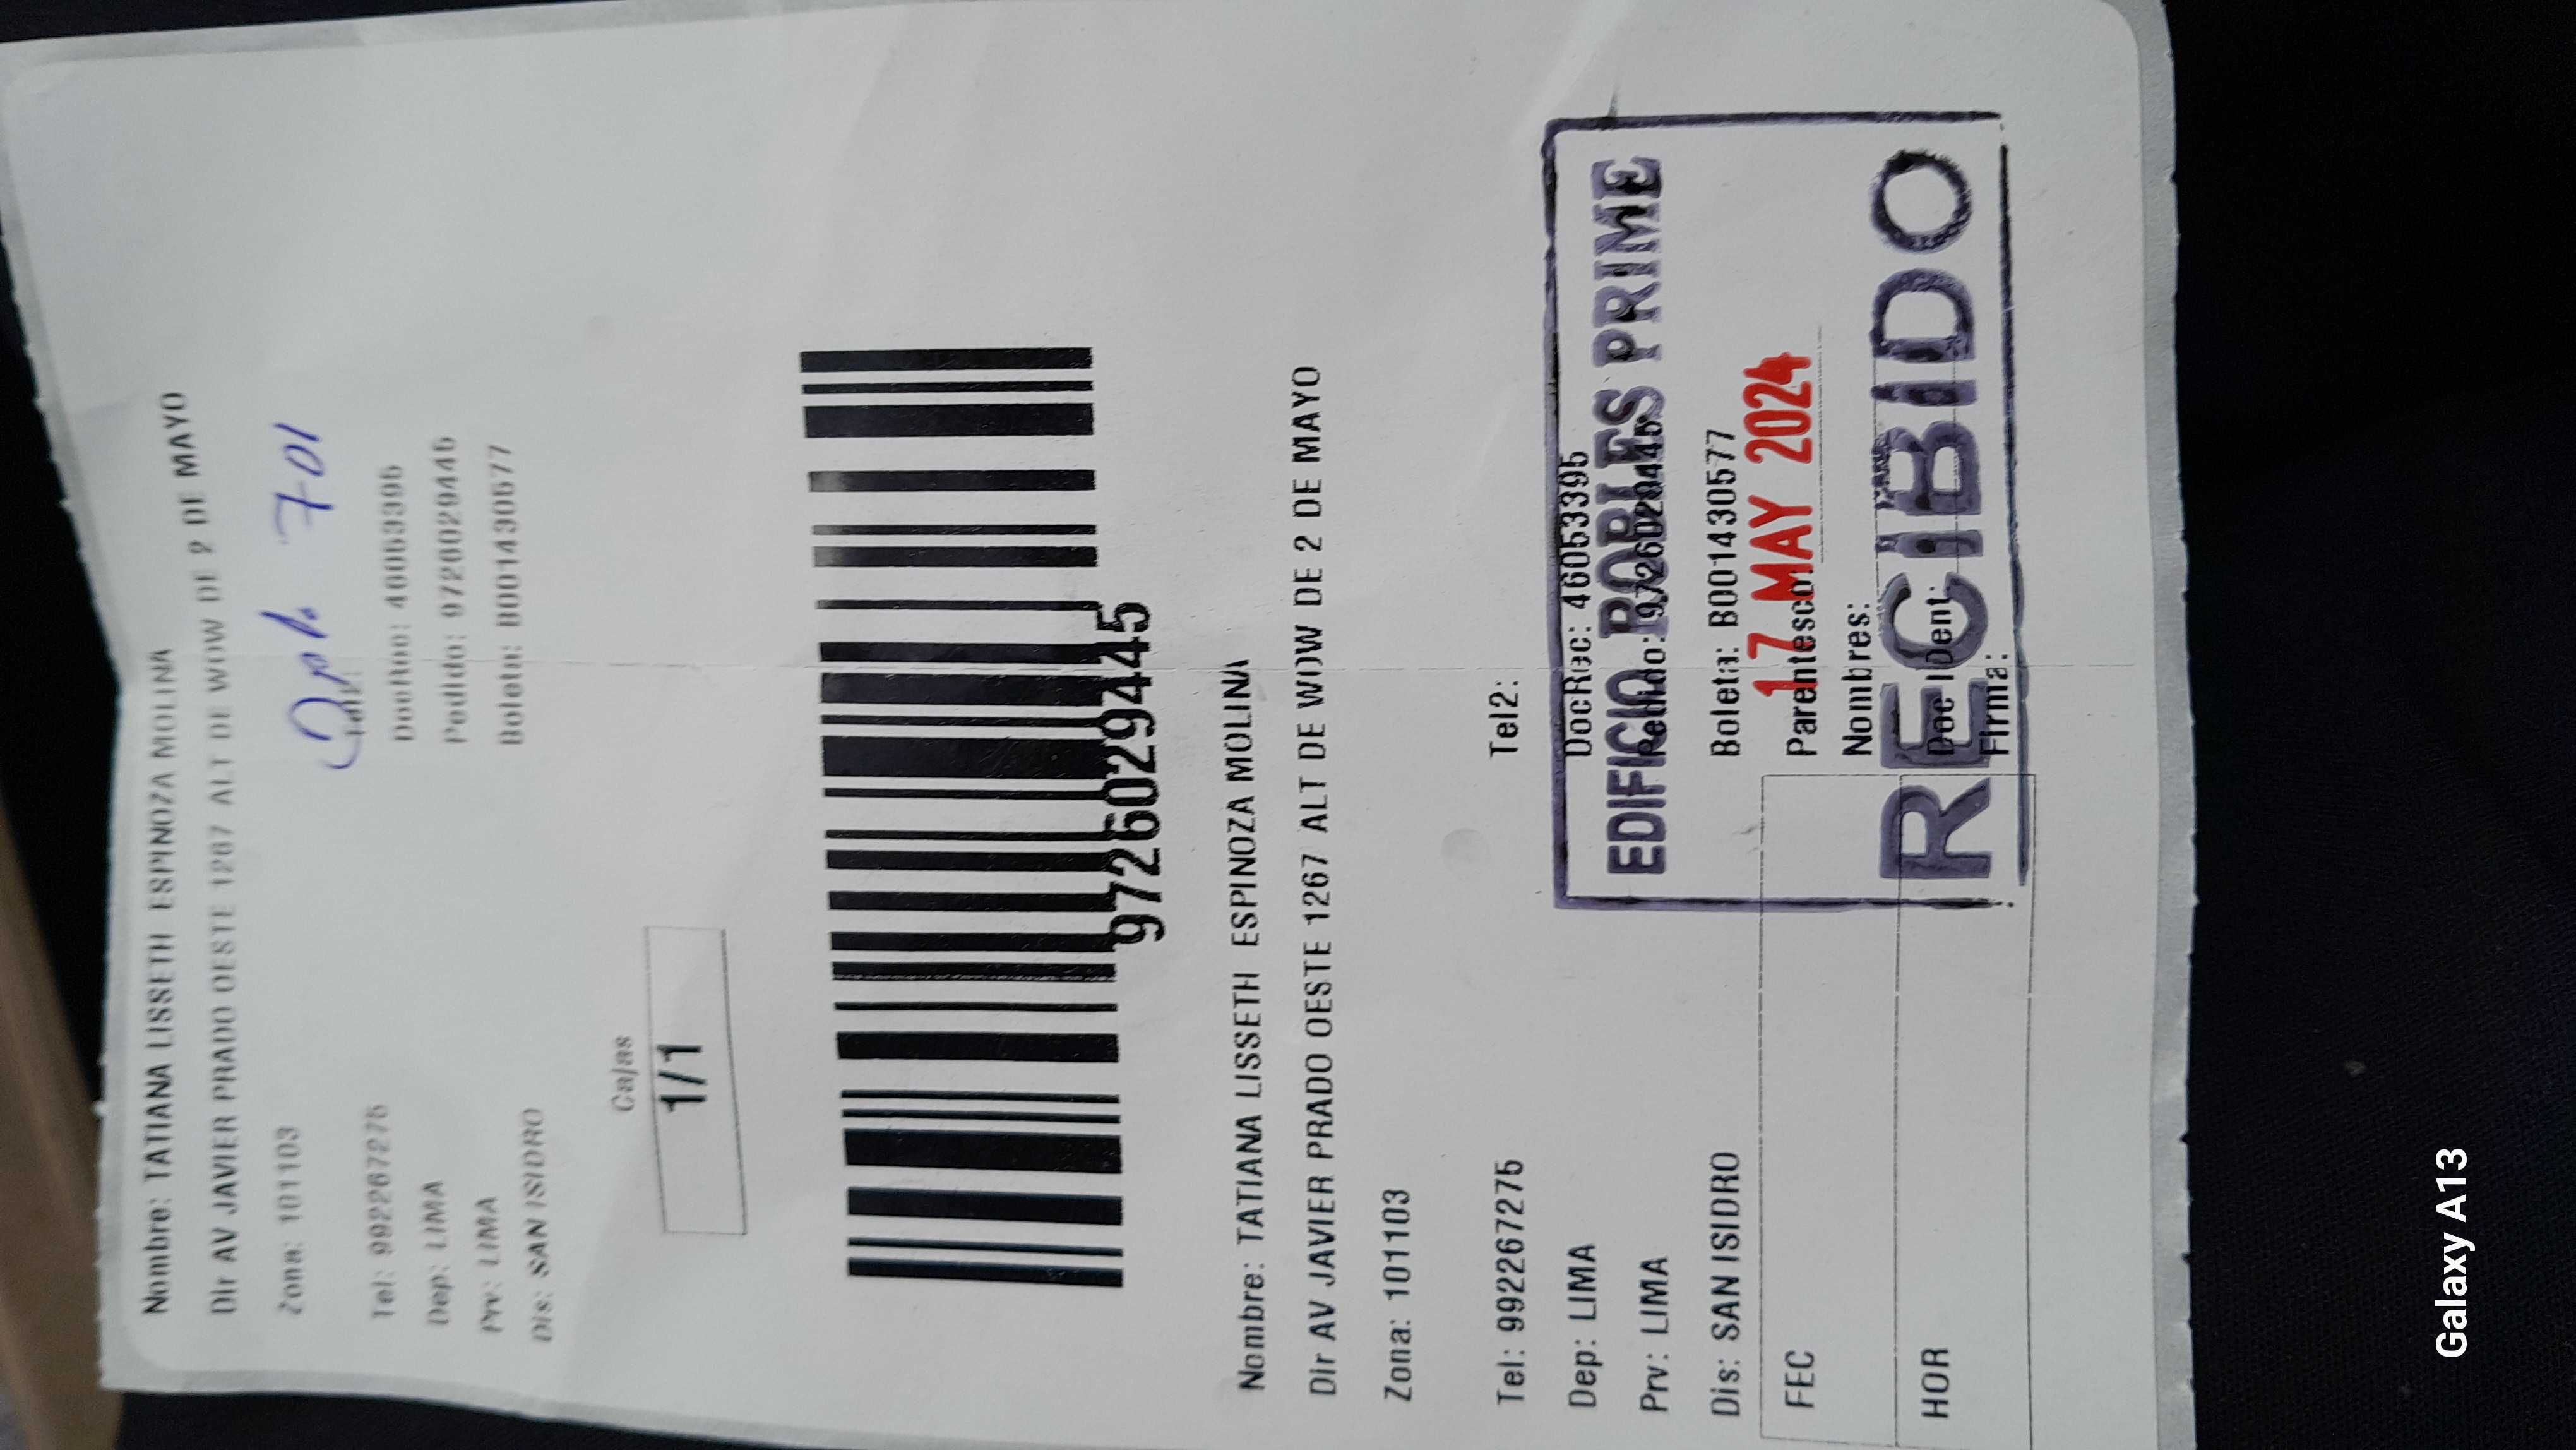 Nombre: TATIANA LISSETH ESPINOZA MOLINA
Dir AV JAVIER PRADO OESTE 1267 ALT DE WOW DE 2 DE MAYO
Zona: 101103
Dpt. 701
Tel: 992267275
DocRec: 46053395
Dep: LIMA
Pedido: 9726029445
Prv: LIMA
Boleta: B001430577
Dis: SAN ISIDRO
Cajas
1/1
9726029445
Nombre: TATIANA LISSETH ESPINOZA MOLINA
Dir AV JAVIER PRADO OESTE 1267 ALT DE WOW DE 2 DE MAYO
Zona: 101103
Tel: 992267275
Tel2:
Dep: LIMA
DocRec: 46053395
EDIFICIO ROBLES PRIME
Prv: LIMA
Pedido: 9726029445
Dis: SAN ISIDRO
Boleta: B001430577
17 MAY 2024
FEC
Parentesco:
Nombres:
RECIBIDO
HOR
Doc IDent:
Firma:
Galaxy A13